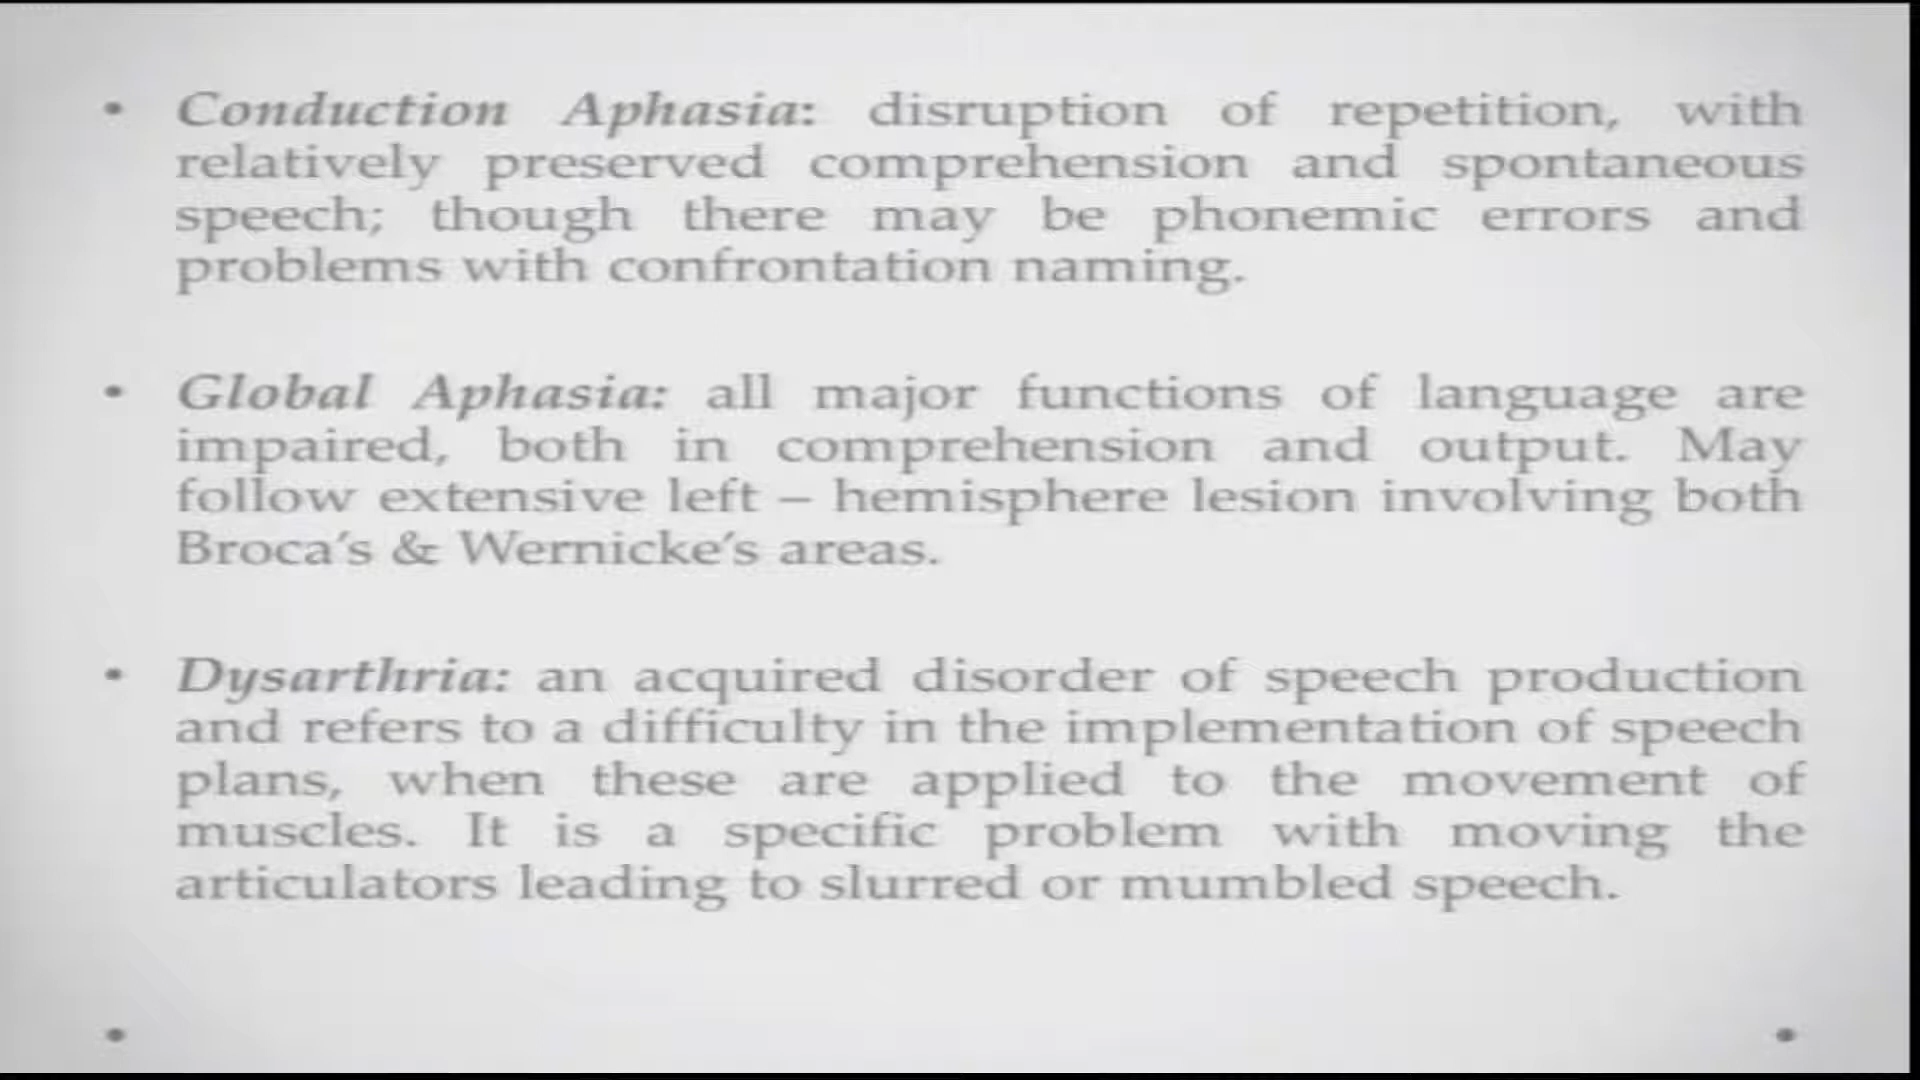 • Conduction Aphasia: disruption of repetition, with
relatively preserved comprehension and spontaneous
speech; though there may be phonemic errors and
problems with confrontation naming.
• Global Aphasia: all major functions of language are
impaired, both in comprehension and output. May
follow extensive left – hemisphere lesion involving both
Broca's & Wernicke's areas.
• Dysarthria: an acquired disorder of speech production
and refers to a difficulty in the implementation of speech
plans, when these are applied to the movement of
muscles. It is a specific problem with moving the
articulators leading to slurred or mumbled speech.